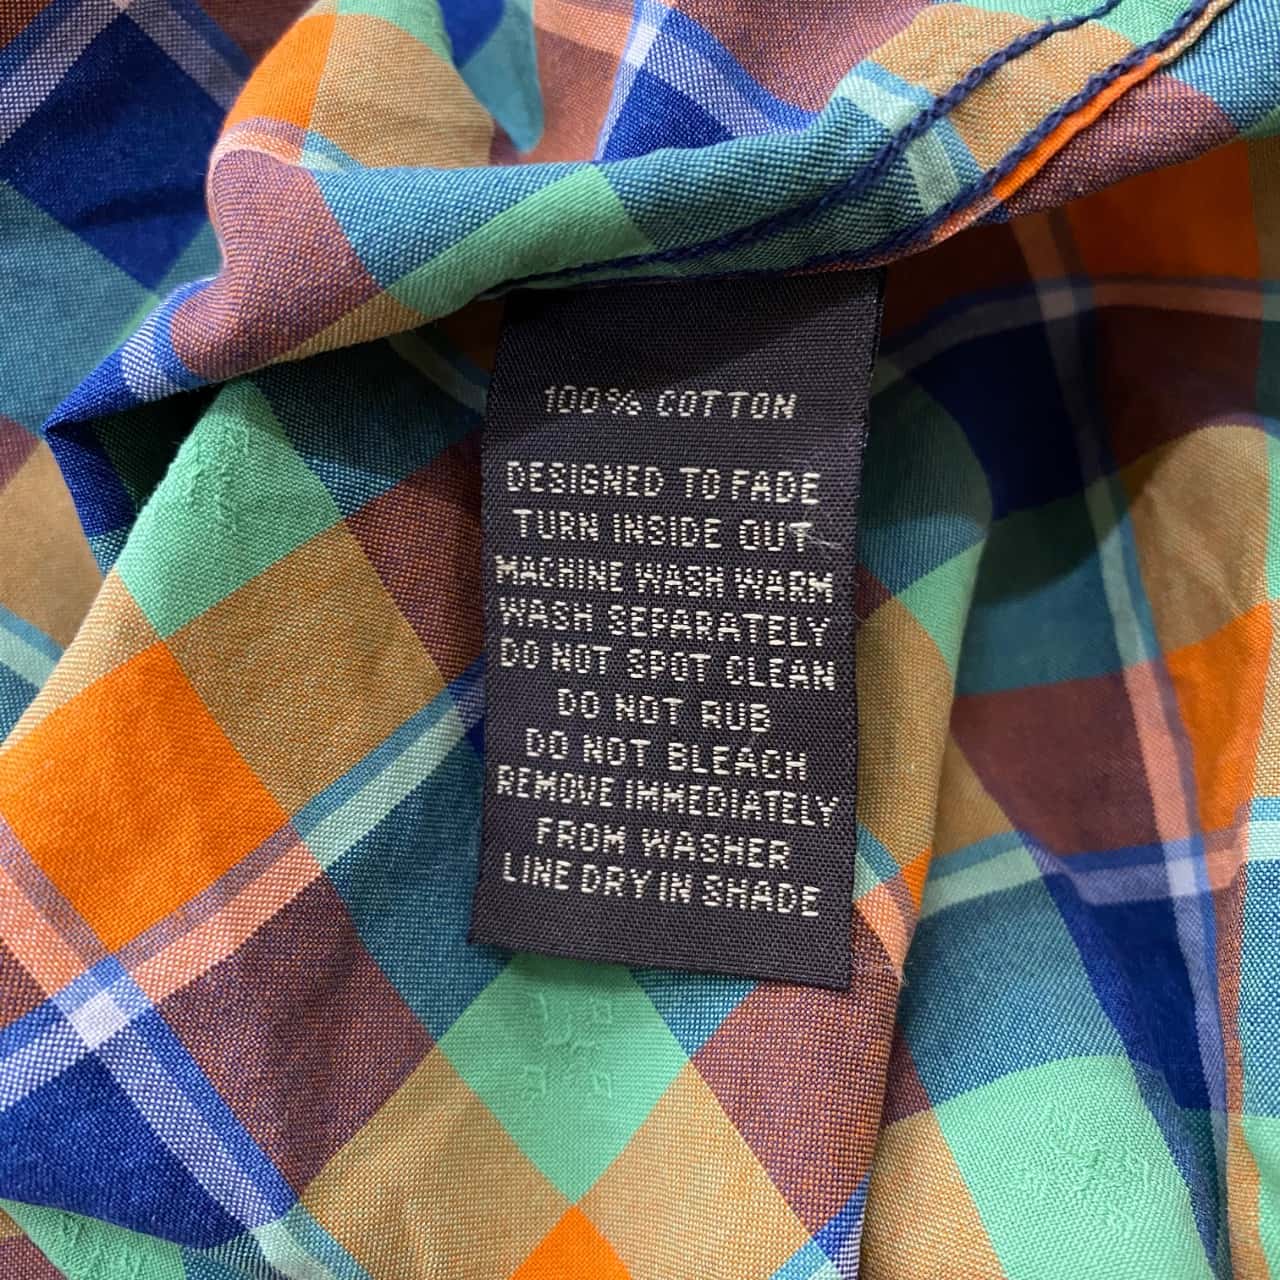 100% COTTON
DESIGNED TO FADE
TURN INSIDE OUT
MACHINE WASH WARM
WASH SEPARATELY
DO NOT SPOT CLEAN
DO NOT RUB
DO NOT BLEACH
REMOVE IMMEDIATELY
FROM WASHER
LINE DRY IN SHADE